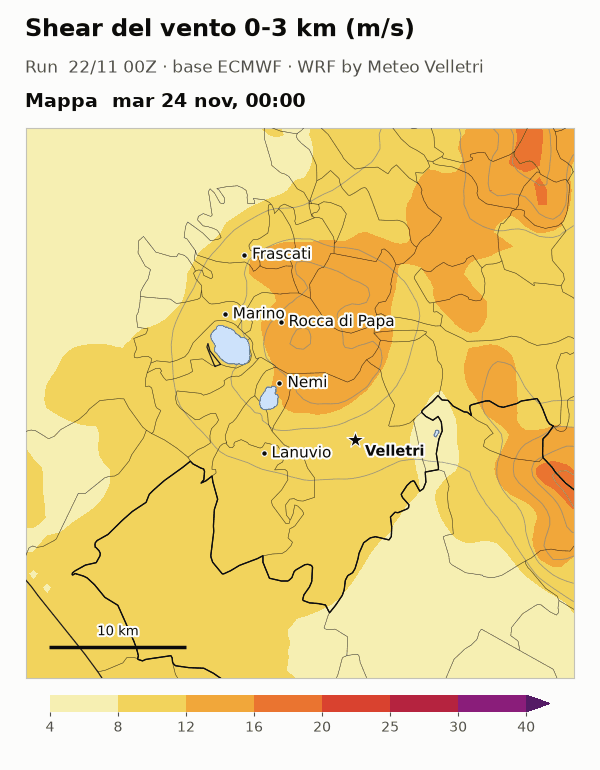 Shear del vento 0-3 km (m/s)
Run  22/11 00Z · base ECMWF · WRF by Meteo Velletri
Mappa  mar 24 nov, 00:00
Frascati
Marino
Rocca di Papa
Nemi
Velletri
Lanuvio
10 km
4 8 12 16 20 25 30 40